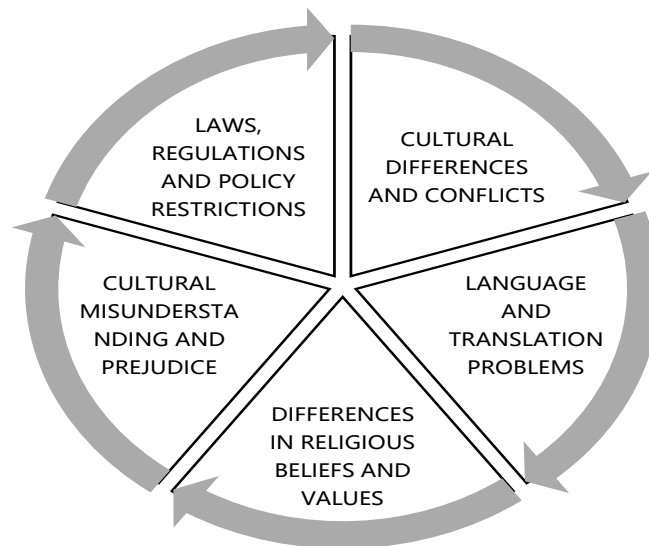 CULTURAL
DIFFERENCES
AND CONFLICTS
LANGUAGE
AND
TRANSLATION
PROBLEMS
DIFFERENCES
IN RELIGIOUS
BELIEFS AND
VALUES
CULTURAL
MISUNDERSTA
NDING AND
PREJUDICE
LAWS,
REGULATIONS
AND POLICY
RESTRICTIONS